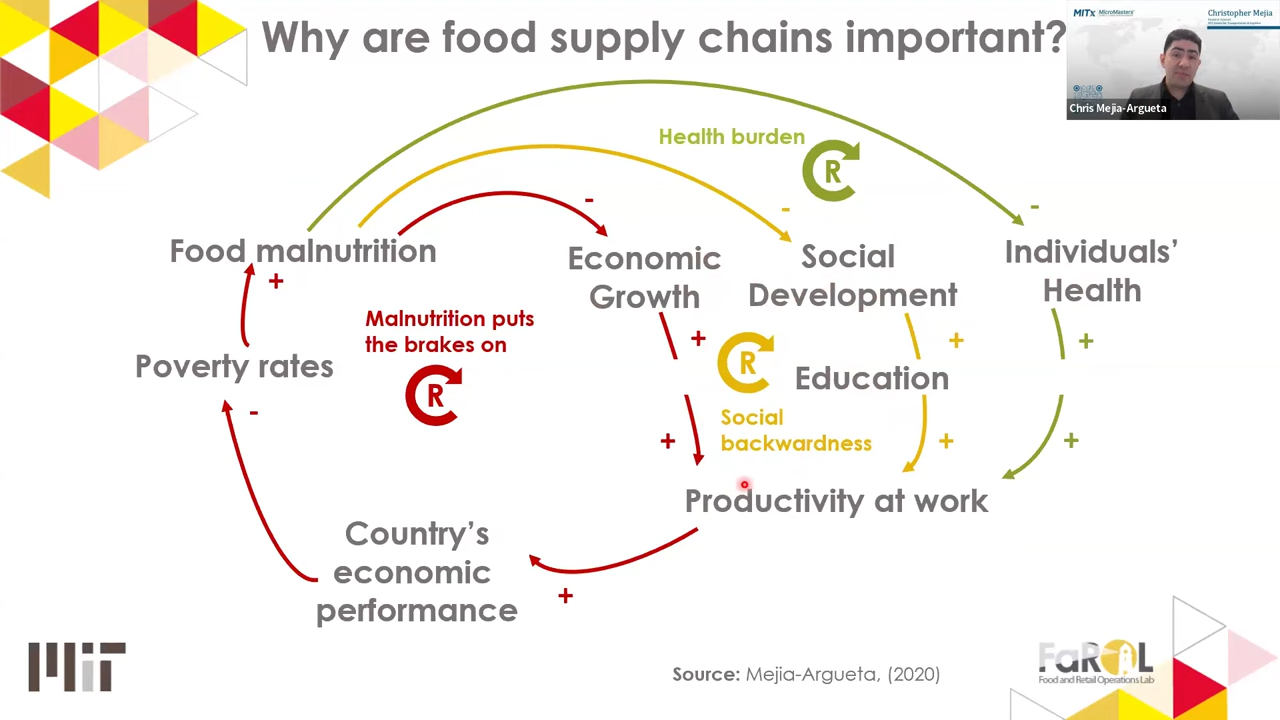 Why are food supply chains important?
MITx MicroMasters
Christopher Mejia
Chris Mejia-Argueta
Health burden
R
-
-
-
Food malnutrition
Economic
Growth
Social
Development
Individuals’
Health
+
Malnutrition puts
the brakes on
R
Poverty rates
-
+
+
+
R
Education
Social
backwardness
+
+
+
Productivity at work
Country’s
economic
performance
+
MIT
Source: Mejia-Argueta, (2020)
FaROL
Food and Retail Operations Lab